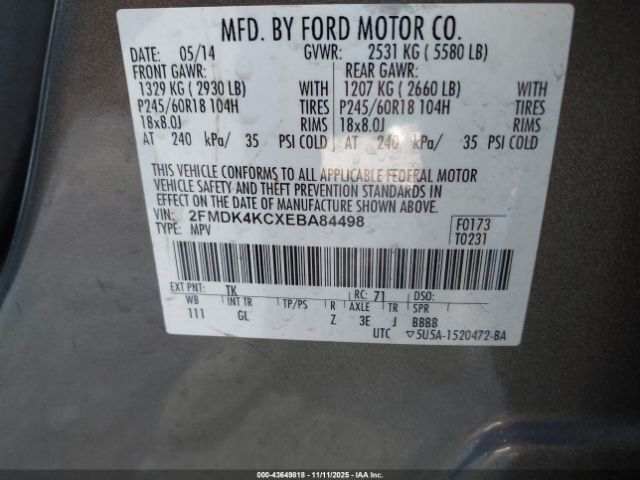 MFD. BY FORD MOTOR CO.
DATE: 05/14 GVWR: 2531 KG ( 5580 LB)
FRONT GAWR: REAR GAWR:
1329 KG ( 2930 LB) WITH 1207 KG ( 2660 LB) WITH
P245/60R18 104H TIRES P245/60R18 104H TIRES
18x8.0J RIMS 18x8.0J RIMS
AT 240 kPa/ 35 PSI COLD AT 240 kPa/ 35 PSI COLD
THIS VEHICLE CONFORMS TO ALL APPLICABLE FEDERAL MOTOR
VEHICLE SAFETY AND THEFT PREVENTION STANDARDS IN
EFFECT ON THE DATE OF MANUFACTURE SHOWN ABOVE.
VIN: 2FMDK4KCXEBA84498 F0173
TYPE: MPV T0231
EXT PNT: TK RC: 71 DSO:
WB INT TR TP/PS R AXLE TR SPR
111 GL Z 3E J BBBB
UTC ▽5U5A-1520472-BA
000-43649818 - 11/11/2025 - IAAI.com